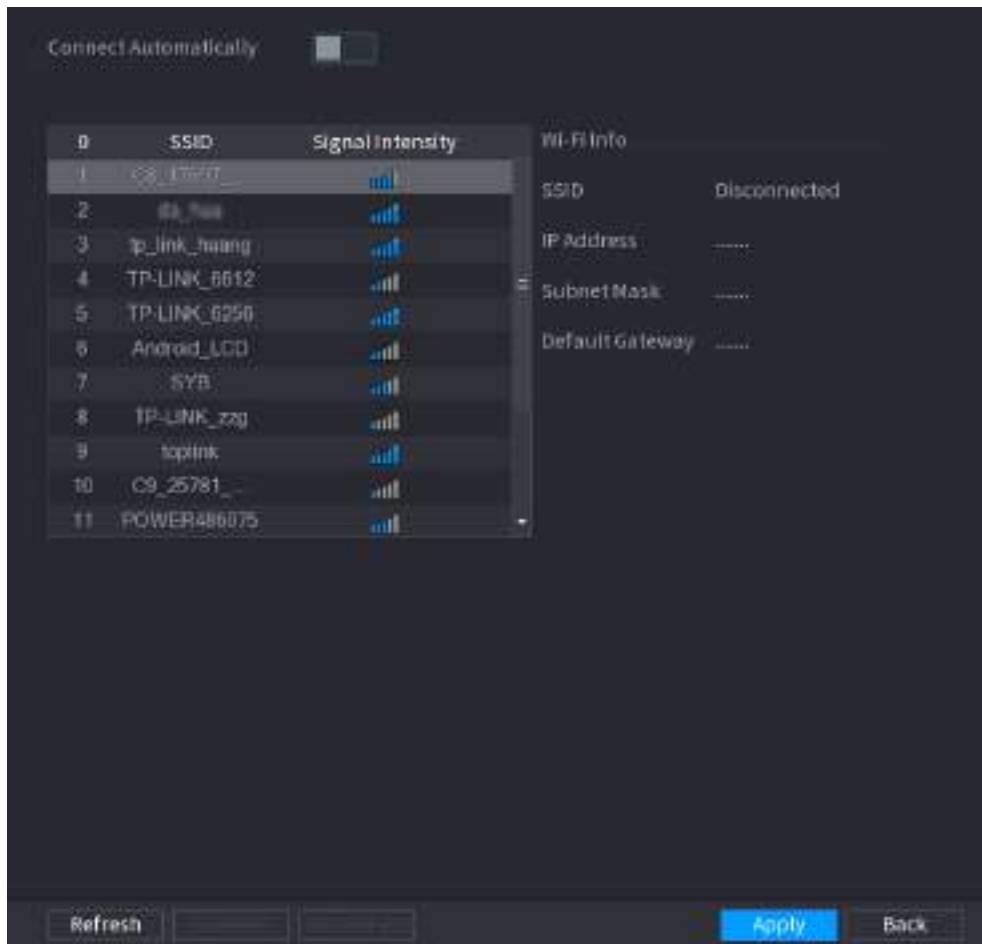 Connect Automatically
0 SSID Signal Intensity
1
2
3 tp_link_huang
4 TP-LINK_6612
5 TP-LINK_6256
6 Android_LCD
7 SYB
8 TP-LINK_zzg
9 toplink
10 C9_25781_...
11 POWER486075
Wi-Fi Info
SSID Disconnected
IP Address ......
Subnet Mask ......
Default Gateway ......
Refresh
Apply Back